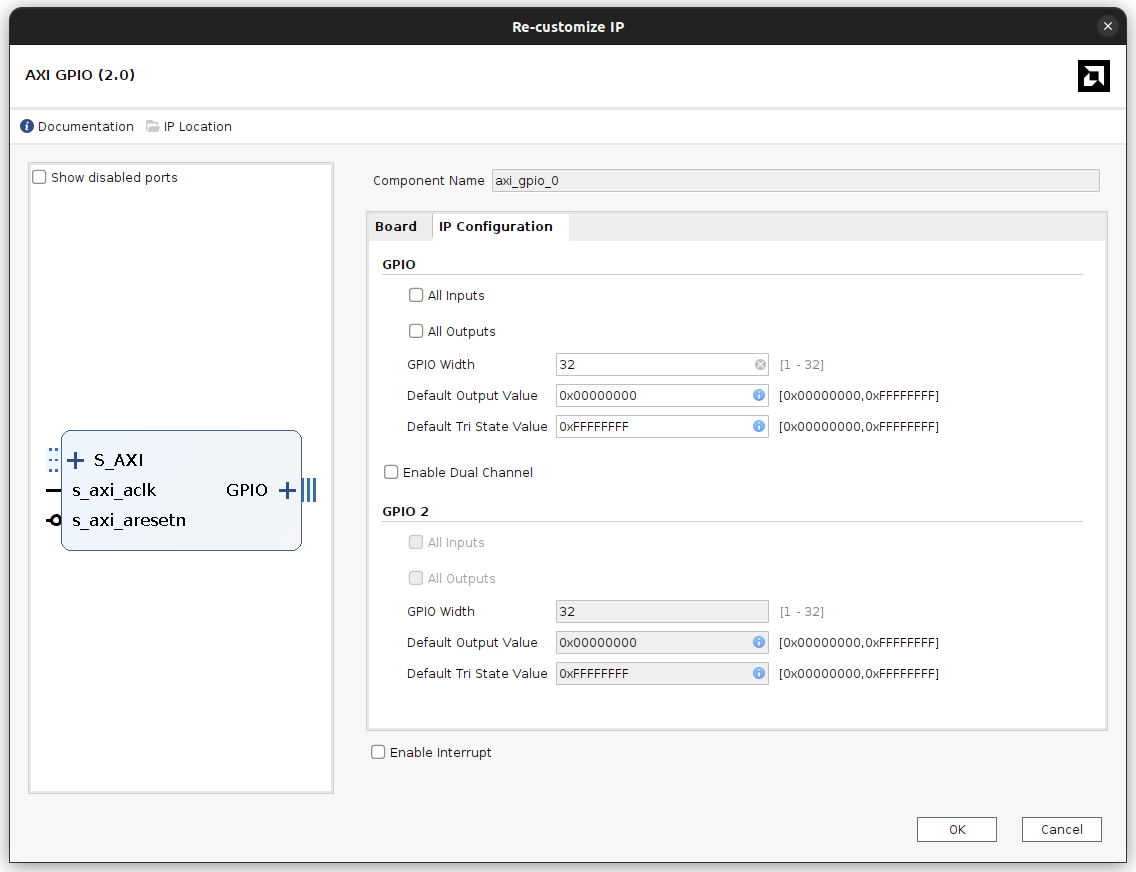 Re-customize IP
AXI GPIO (2.0)
Documentation IP Location
Show disabled ports
S_AXI
s_axi_aclk GPIO
s_axi_aresetn
Component Name axi_gpio_0
Board IP Configuration
GPIO
All Inputs
All Outputs
GPIO Width 32 [1 - 32]
Default Output Value 0x00000000 [0x00000000,0xFFFFFFFF]
Default Tri State Value 0xFFFFFFFF [0x00000000,0xFFFFFFFF]
Enable Dual Channel
GPIO 2
All Inputs
All Outputs
GPIO Width 32 [1 - 32]
Default Output Value 0x00000000 [0x00000000,0xFFFFFFFF]
Default Tri State Value 0xFFFFFFFF [0x00000000,0xFFFFFFFF]
Enable Interrupt
OK Cancel